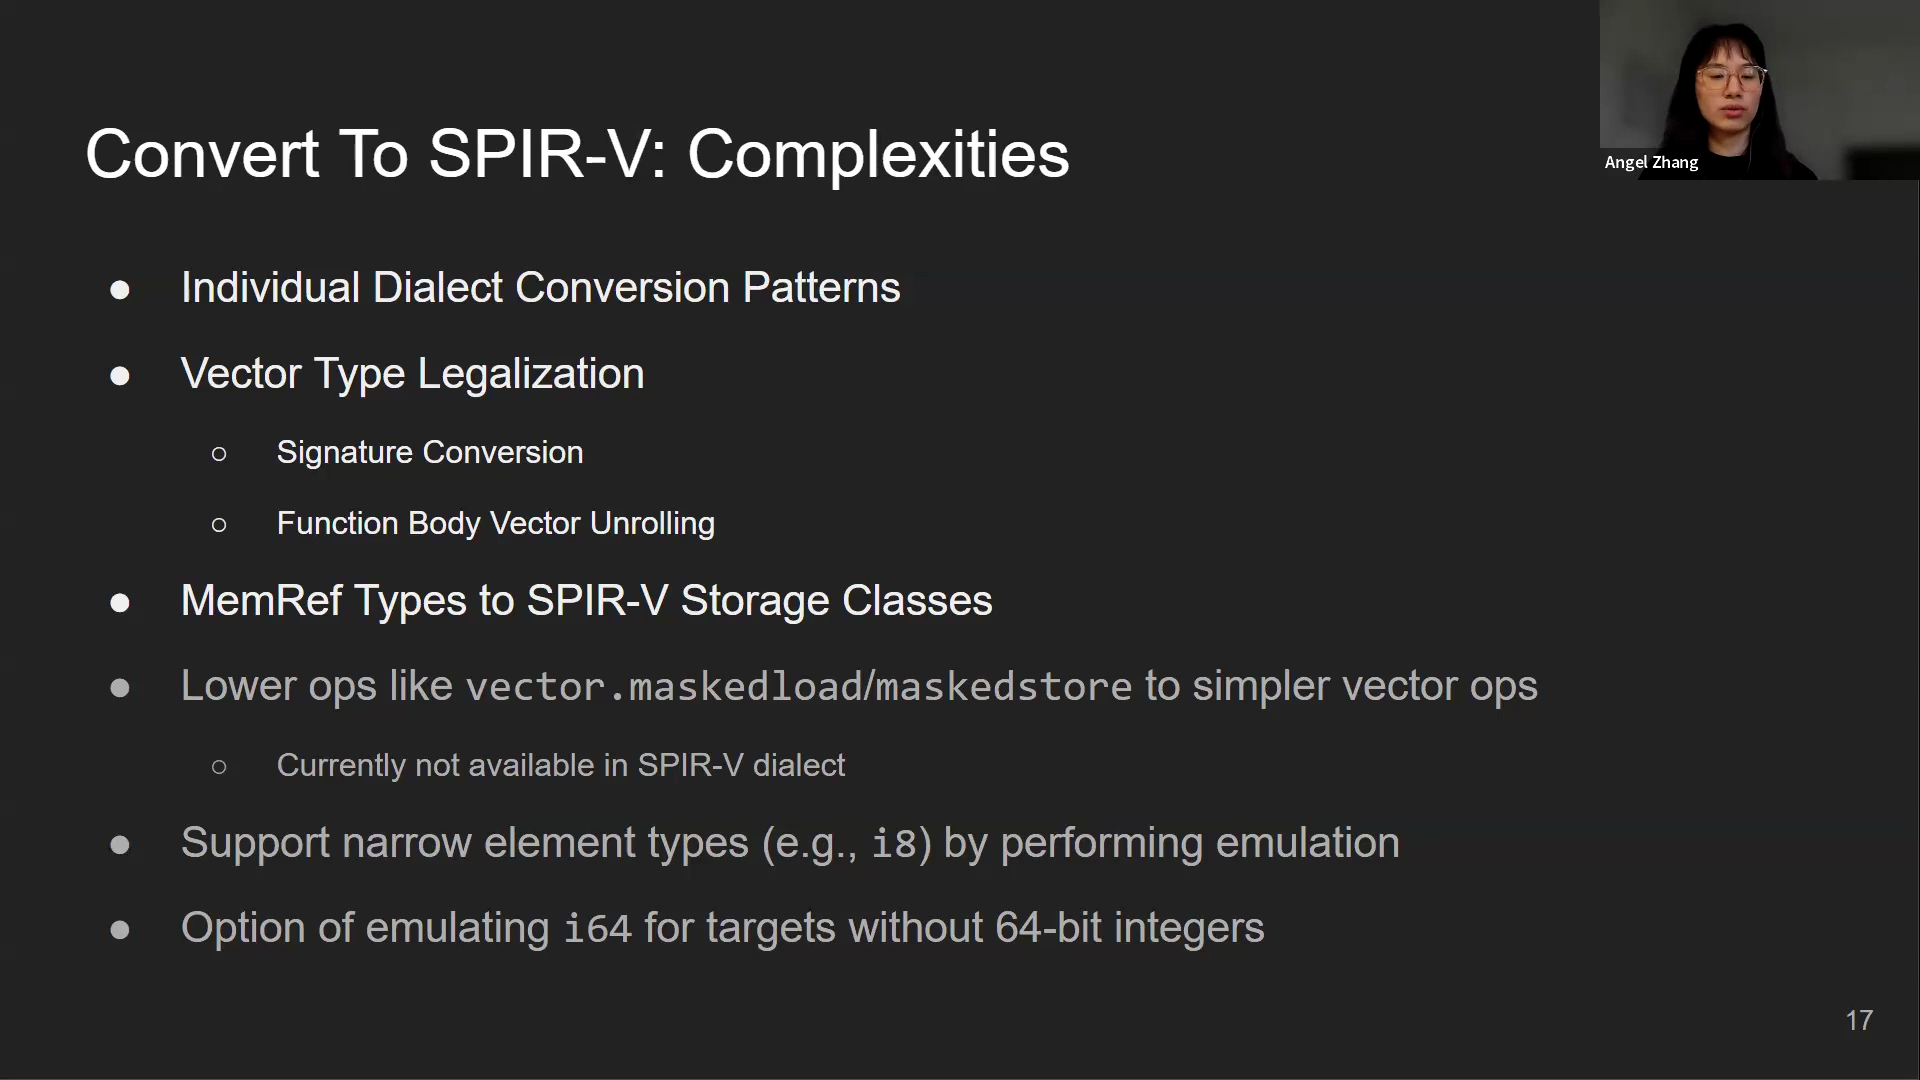 Convert To SPIR-V: Complexities
Angel Zhang
● Individual Dialect Conversion Patterns
● Vector Type Legalization
○ Signature Conversion
○ Function Body Vector Unrolling
● MemRef Types to SPIR-V Storage Classes
● Lower ops like vector.maskedload/maskedstore to simpler vector ops
○ Currently not available in SPIR-V dialect
● Support narrow element types (e.g., i8) by performing emulation
● Option of emulating i64 for targets without 64-bit integers
17